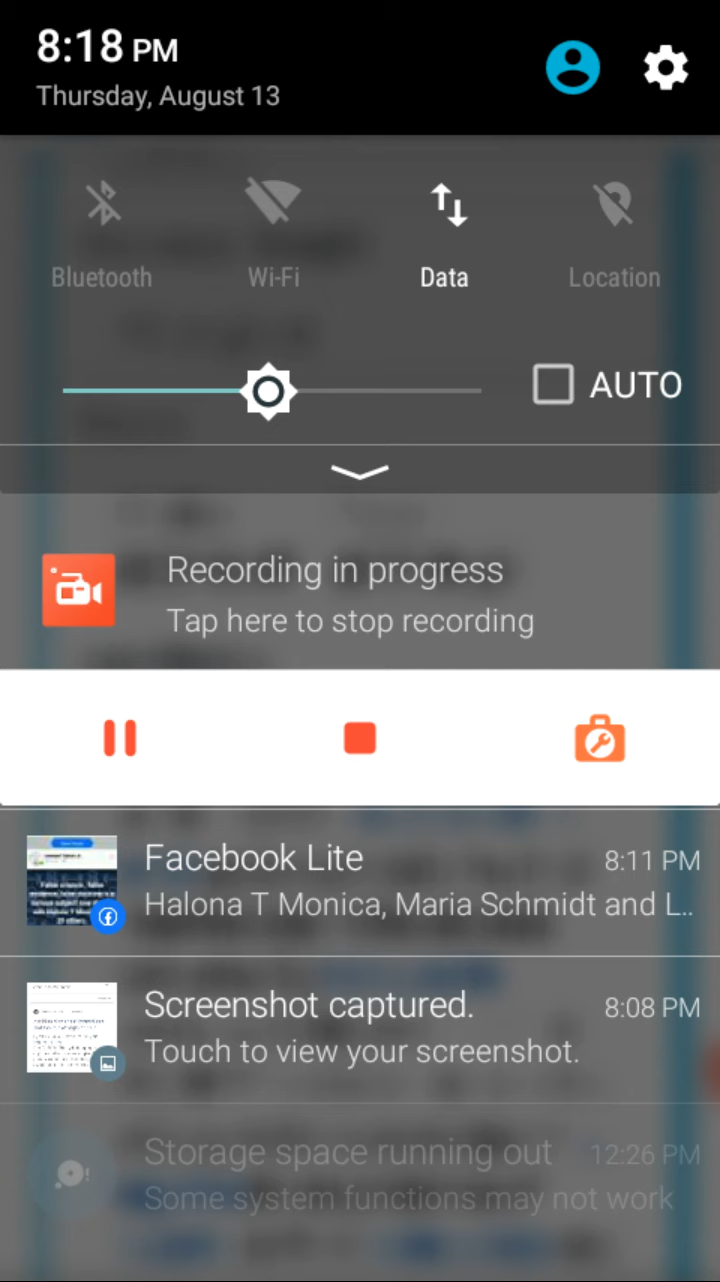 8:18 PM
Thursday, August 13
Bluetooth
Wi-Fi
Data
Location
AUTO
Recording in progress
Tap here to stop recording
Facebook Lite
8:11 PM
Halona T Monica, Maria Schmidt and L..
Screenshot captured.
8:08 PM
Touch to view your screenshot.
Storage space running out
12:26 PM
Some system functions may not work